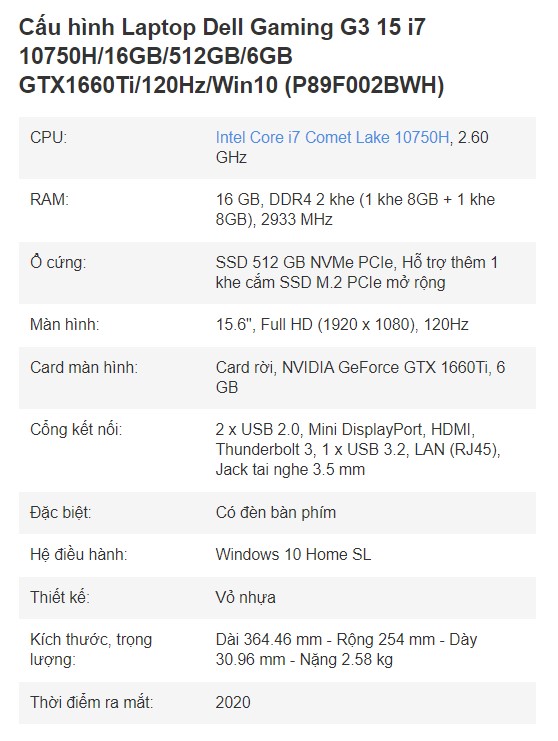 Cấu hình Laptop Dell Gaming G3 15 i7
10750H/16GB/512GB/6GB
GTX1660Ti/120Hz/Win10 (P89F002BWH)
CPU:
Intel Core i7 Comet Lake 10750H, 2.60
GHz
RAM:
16 GB, DDR4 2 khe (1 khe 8GB + 1 khe
8GB), 2933 MHz
Ổ cứng:
SSD 512 GB NVMe PCIe, Hỗ trợ thêm 1
khe cắm SSD M.2 PCIe mở rộng
Màn hình:
15.6", Full HD (1920 x 1080), 120Hz
Card màn hình:
Card rời, NVIDIA GeForce GTX 1660Ti, 6
GB
Cổng kết nối:
2 x USB 2.0, Mini DisplayPort, HDMI,
Thunderbolt 3, 1 x USB 3.2, LAN (RJ45),
Jack tai nghe 3.5 mm
Đặc biệt:
Có đèn bàn phím
Hệ điều hành:
Windows 10 Home SL
Thiết kế:
Vỏ nhựa
Kích thước, trọng
lượng:
Dài 364.46 mm - Rộng 254 mm - Dày
30.96 mm - Nặng 2.58 kg
Thời điểm ra mắt:
2020